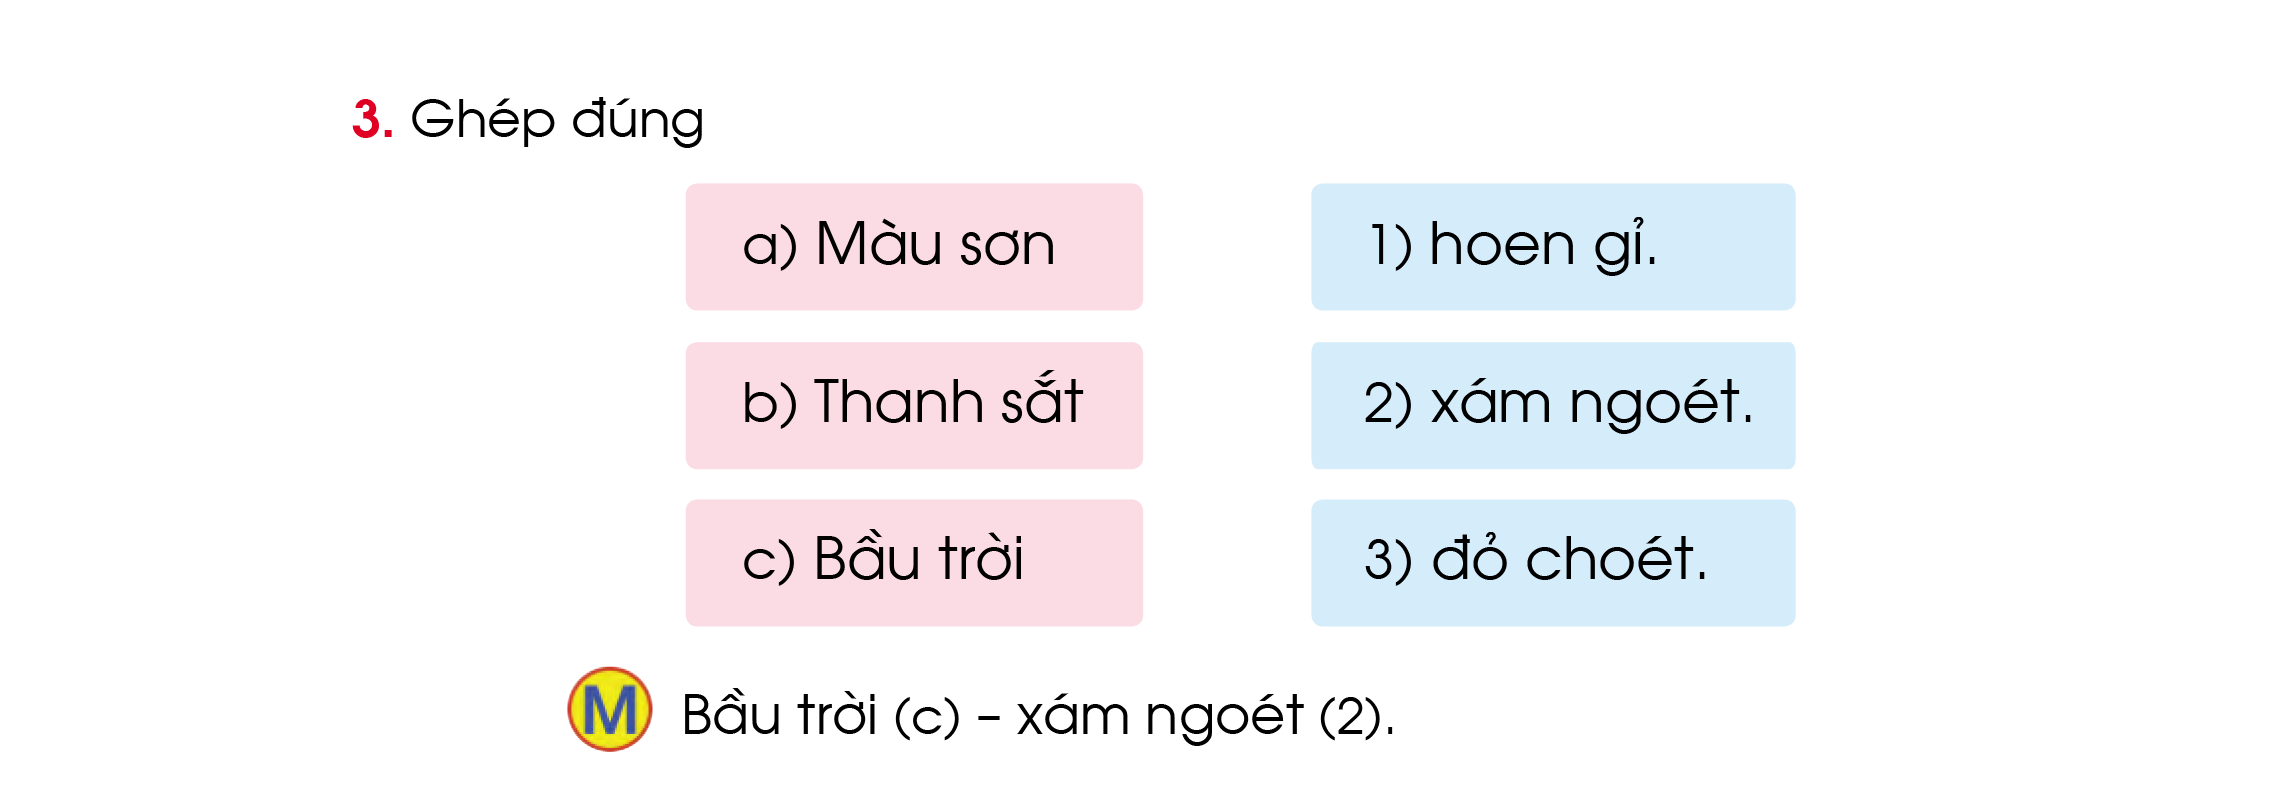 3. Ghép đúng
a) Màu sơn
1) hoen gỉ.
b) Thanh sắt
2) xám ngoét.
c) Bầu trời
3) đỏ choét.
M Bầu trời (c) – xám ngoét (2).